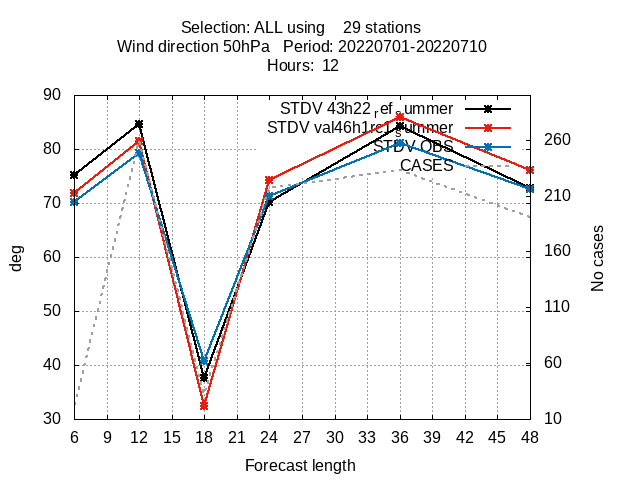 Selection: ALL using 29 stations
Wind direction 50hPa Period: 20220701-20220710
Hours: 12
STDV 43h22_ref_summer
STDV val46h1rc1_summer
STDV OBS
CASES
90
80
70
60
50
40
30
260
210
160
110
60
10
deg
No cases
6 9 12 15 18 21 24 27 30 33 36 39 42 45 48
Forecast length